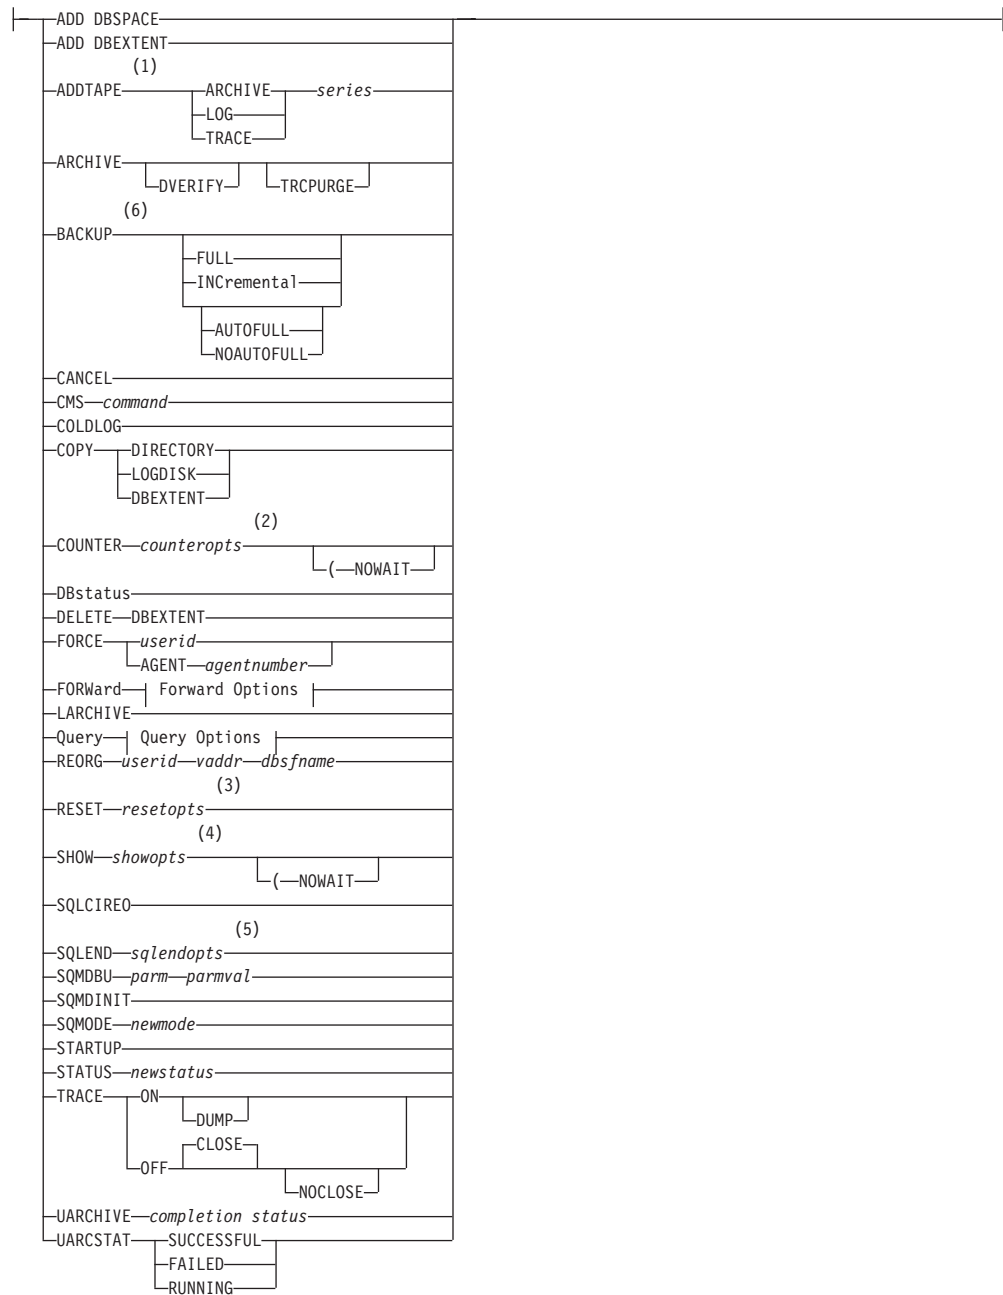 ADD DBSPACE
ADD DBEXTENT
(1)
ADDTAPE ARCHIVE series
LOG
TRACE
ARCHIVE
DVERIFY TRCPURGE
(6)
BACKUP
FULL
INCremental
AUTOFULL
NOAUTOFULL
CANCEL
CMS command
COLDLOG
COPY DIRECTORY
LOGDISK
DBEXTENT
(2)
COUNTER counteropts
( NOWAIT
DBstatus
DELETE DBEXTENT
FORCE userid
AGENT agentnumber
FORWard Forward Options
LARCHIVE
Query Query Options
REORG userid vaddr dbsfname
(3)
RESET resetopts
(4)
SHOW showopts
( NOWAIT
SQLCIREO
(5)
SQLEND sqlendopts
SQMDBU parm parmval
SQMDINIT
SQMODE newmode
STARTUP
STATUS newstatus
TRACE ON
DUMP
CLOSE
OFF
NOCLOSE
UARCHIVE completion status
UARCSTAT SUCCESSFUL
FAILED
RUNNING